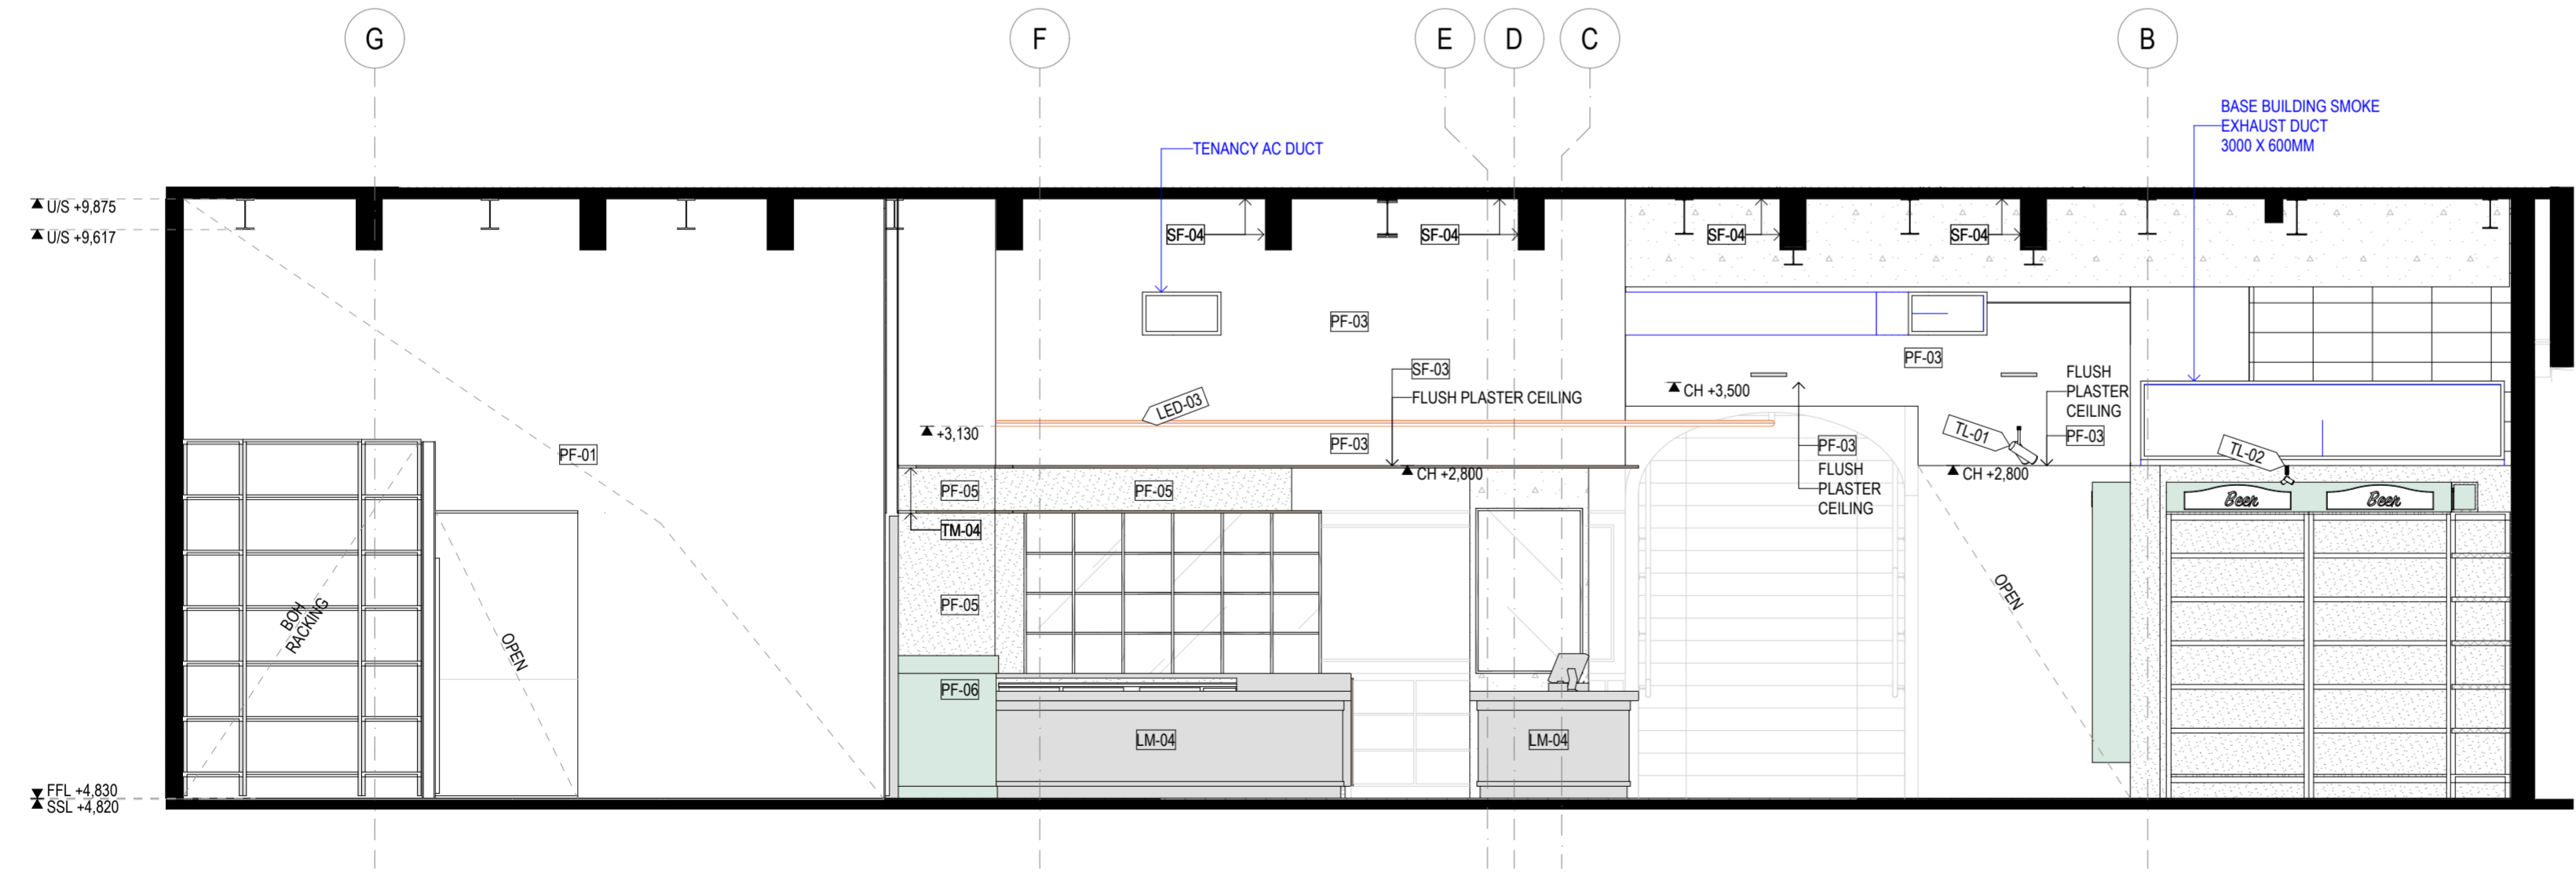 G
F
E
D
C
B
BASE BUILDING SMOKE
EXHAUST DUCT
3000 X 600MM
TENANCY AC DUCT
U/S +9,875
U/S +9,617
SF-04
SF-04
SF-04
SF-04
PF-03
PF-03
SF-03
FLUSH PLASTER CEILING
CH +3,500
FLUSH
PLASTER
CEILING
PF-03
LED-03
+3,130
PF-03
TL-01
TL-02
PF-01
PF-03
FLUSH
PLASTER
CEILING
CH +2,800
CH +2,800
PF-05
PF-05
Beer
Beer
TM-04
BOH
RACKING
OPEN
PF-05
OPEN
PF-06
LM-04
LM-04
FFL +4,830
SSL +4,820